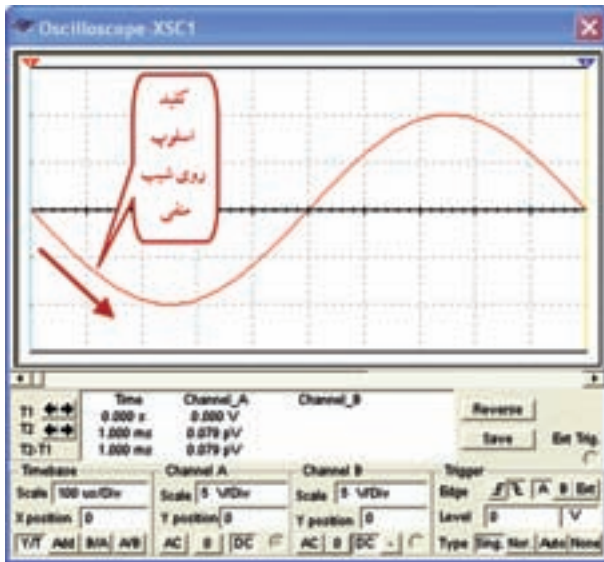 Oscilloscope-XSC1
کلید
اسلوپ
روی شیب
منفی
Time Channel_A Channel_B
T1 0.000 s 0.000 V
T2 1.000 ms 0.079 pV
T2-T1 1.000 ms 0.079 pV
Reverse
Save
Ext Trig.
Timebase
Scale 100 us/Div
X position 0
Y/T Add B/A A/B
Channel A
Scale 5 V/Div
Y position 0
AC 0 DC
Channel B
Scale 5 V/Div
Y position 0
AC 0 DC -
Trigger
Edge A B Ext
Level 0 V
Type Sing. Nor. Auto None